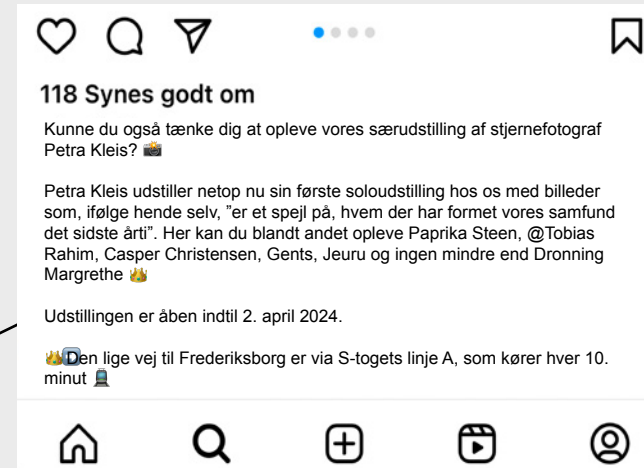 118 Synes godt om
Kunne du også tænke dig at opleve vores særudstilling af stjernefotograf
Petra Kleis? 📸
Petra Kleis udstiller netop nu sin første soloudstilling hos os med billeder
som, ifølge hende selv, ”er et spejl på, hvem der har formet vores samfund
det sidste årti”. Her kan du blandt andet opleve Paprika Steen, @Tobias
Rahim, Casper Christensen, Gents, Jeuru og ingen mindre end Dronning
Margrethe 👑
Udstillingen er åben indtil 2. april 2024.
👑Den lige vej til Frederiksborg er via S-togets linje A, som kører hver 10.
minut 🚆